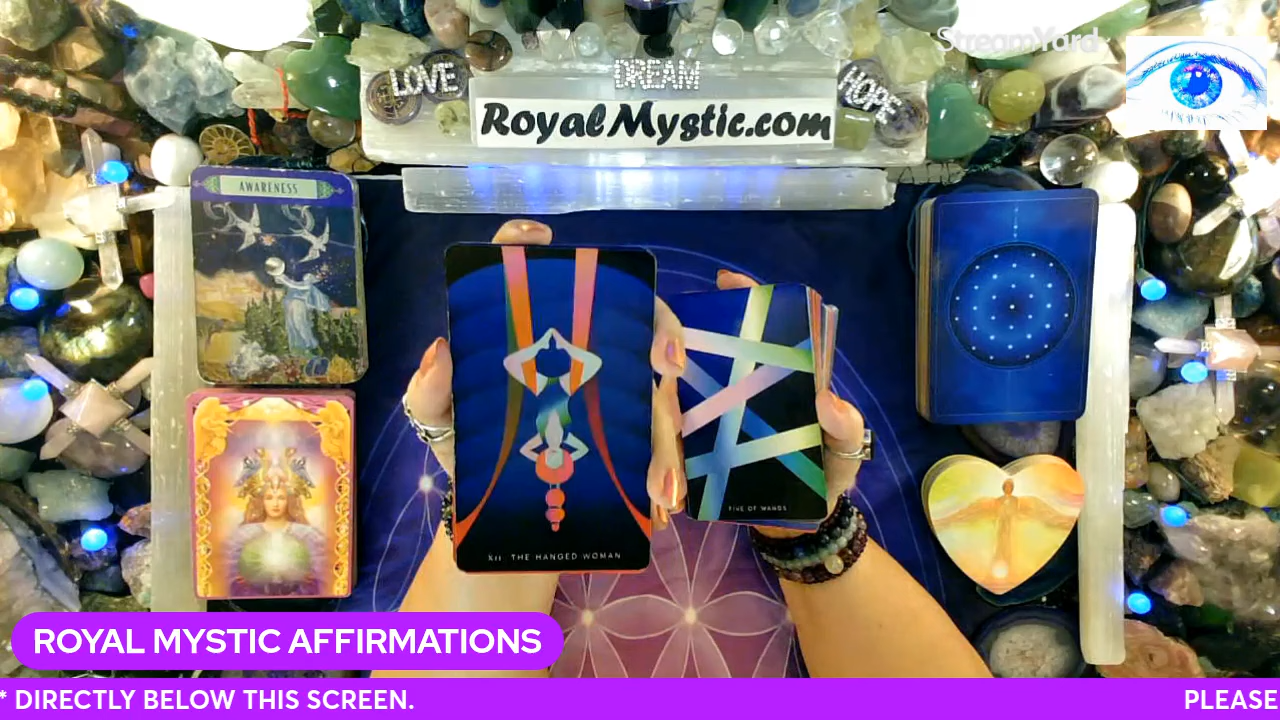 StreamYard
LOVE
DREAM
HOPE
RoyalMystic.com
AWARENESS
FIVE OF WANDS
XII THE HANGED WOMAN
ROYAL MYSTIC AFFIRMATIONS
* DIRECTLY BELOW THIS SCREEN.
PLEASE